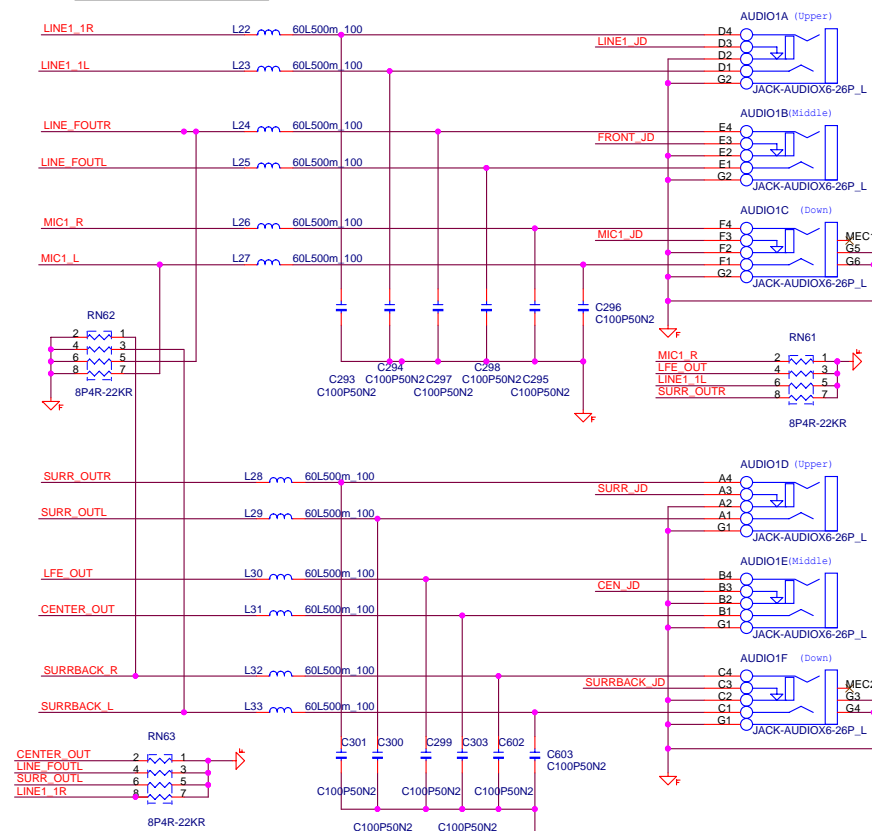 AUDIO1A (Upper)
LINE1_1R L22 60L500m_100 D4
LINE1_JD D3
D2
LINE1_1L L23 60L500m_100 D1
G2
JACK-AUDIOX6-26P_L
AUDIO1B(Middle)
LINE_FOUTR L24 60L500m_100 E4
FRONT_JD E3
E2
LINE_FOUTL L25 60L500m_100 E1
G2
JACK-AUDIOX6-26P_L
AUDIO1C (Down)
MIC1_R L26 60L500m_100 F4
MIC1_JD F3 MEC1
F2 G5
MIC1_L L27 60L500m_100 F1 G6
G2
JACK-AUDIOX6-26P_L
C296
C100P50N2
RN62
2 1
4 3
6 5
8 7
8P4R-22KR
F
F
C293 C294 C297 C298 C295
C100P50N2 C100P50N2
C100P50N2 C100P50N2 C100P50N2
F
RN61
MIC1_R 2 1
LFE_OUT 4 3
LINE1_1L 6 5
SURR_OUTR 8 7
F
8P4R-22KR
AUDIO1D (Upper)
SURR_OUTR L28 60L500m_100 A4
SURR_JD A3
A2
SURR_OUTL L29 60L500m_100 A1
G1
JACK-AUDIOX6-26P_L
AUDIO1E(Middle)
LFE_OUT L30 60L500m_100 B4
CEN_JD B3
B2
CENTER_OUT L31 60L500m_100 B1
G1
JACK-AUDIOX6-26P_L
AUDIO1F (Down)
SURRBACK_R L32 60L500m_100 C4
SURRBACK_JD C3 MEC2
C2 G3
SURRBACK_L L33 60L500m_100 C1 G4
G1
JACK-AUDIOX6-26P_L
RN63
CENTER_OUT 2 1
LINE_FOUTL 4 3
SURR_OUTL 6 5
LINE1_1R 8 7
F
8P4R-22KR
C301 C300 C299 C303 C602
C603
C100P50N2
C100P50N2 C100P50N2 C100P50N2
C100P50N2 C100P50N2
F